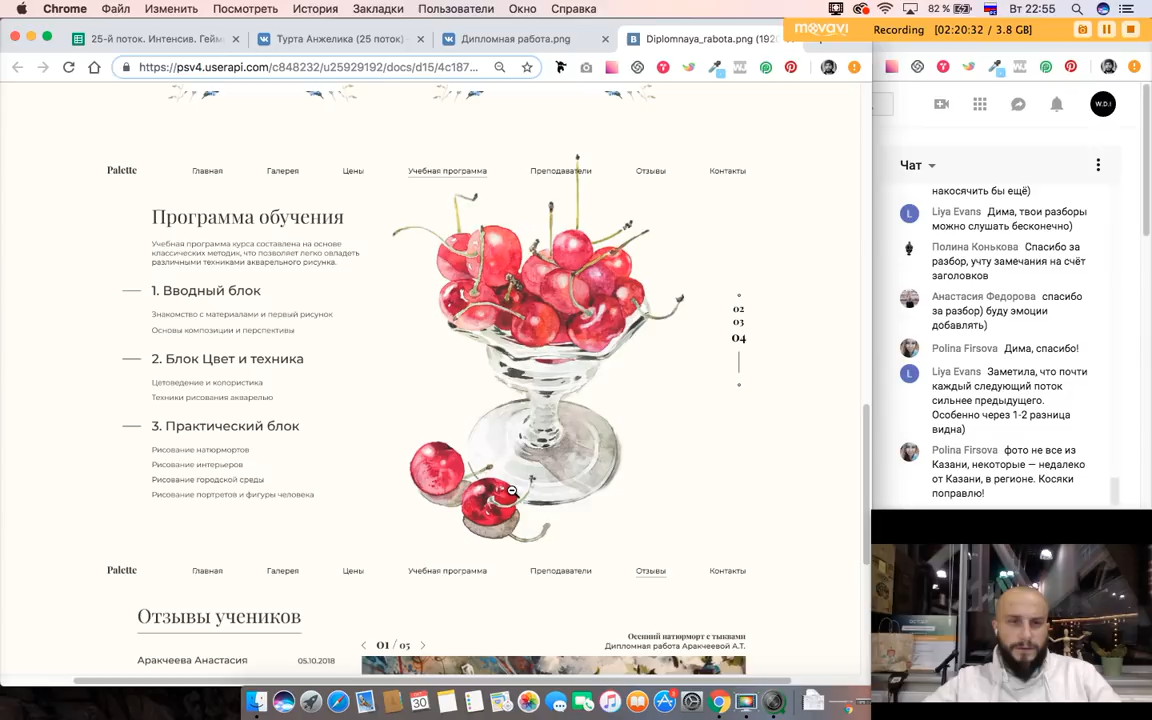 Chrome Файл Изменить Посмотреть История Закладки Пользователи Окно Справка
82 % Вт 22:55
movavi Recording [02:20:32 / 3.8 GB]
25-й поток. Интенсив. Гейм
Турта Анжелика (25 поток)
Дипломная работа.png
Diplomnaya_rabota.png (192
https://psv4.userapi.com/c848232/u25929192/docs/d15/4c187...
Palette Главная Галерея Цены Учебная программа Преподаватели Отзывы Контакты
Программа обучения
Учебная программа курса составлена на основе
классических методик, что позволяет легко овладеть
различными техниками акварельного рисунка.
1. Вводный блок
Знакомство с материалами и первый рисунок
Основы композиции и перспективы
2. Блок Цвет и техника
Цетоведение и колористика
Техники рисования акварелью
3. Практический блок
Рисование натюрмортов
Рисование интерьеров
Рисование городской среды
Рисование портретов и фигуры человека
02
03
04
Palette Главная Галерея Цены Учебная программа Преподаватели Отзывы Контакты
Отзывы учеников
Аракчеева Анастасия 05.10.2018
01 / 05
Осенний натюрморт с тыквами
Дипломная работа Аракчеевой А.Т.
W.D.I
Чат
накосячить бы ещё)
Liya Evans Дима, твои разборы
можно слушать бесконечно)
Полина Конькова Спасибо за
разбор, учту замечания на счёт
заголовков
Анастасия Федорова спасибо
за разбор) буду эмоции
добавлять)
Polina Firsova Дима, спасибо!
Liya Evans Заметила, что почти
каждый следующий поток
сильнее предыдущего.
Особенно через 1-2 разница
видна)
Polina Firsova фото не все из
Казани, некоторые — недалеко
от Казани, в регионе. Косяки
поправлю!
30